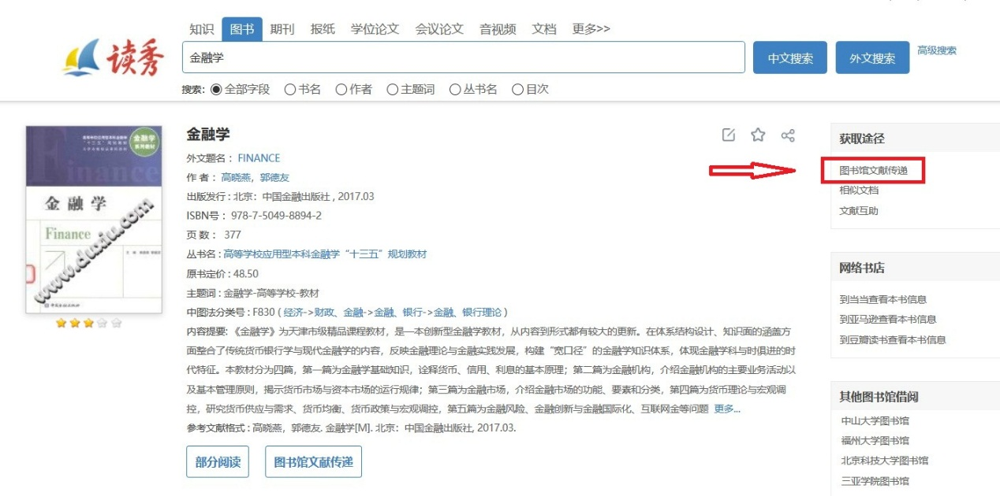 知识 图书 期刊 报纸 学位论文 会议论文 音视频 文档 更多>>
读秀
金融学
中文搜索
外文搜索
高级搜索
搜索: 全部字段 书名 作者 主题词 丛书名 目次
金融学
系列教材
finance
金融学
Finance
www.duxiu.com
金融学
外文题名： FINANCE
作 者： 高晓燕，郭德友
出版发行 : 北京：中国金融出版社 , 2017.03
ISBN号： 978-7-5049-8894-2
页 数： 377
丛书名 : 高等学校应用型本科金融学“十三五”规划教材
原书定价 : 48.50
主题词 : 金融学-高等学校-教材
中图法分类号 : F830 ( 经济->财政、金融->金融、银行->金融、银行理论 )
内容提要: 《金融学》为天津市级精品课程教材，是一本创新型金融学教材，从内容到形式都有较大的更新。在体系结构设计、知识面的涵盖方
面整合了传统货币银行学与现代金融学的内容，反映金融理论与金融实践发展，构建“宽口径”的金融学知识体系，体现金融学科与时俱进的时
代特征。本教材分为四篇，第一篇为金融学基础知识，诠释货币、信用、利息的基本原理；第二篇为金融机构，介绍金融机构的主要业务活动以
及基本管理原则，揭示货币市场与资本市场的运行规律；第三篇为金融市场，介绍金融市场的功能、要素和分类，第四篇为货币理论与宏观调
控，研究货币供应与需求、货币均衡、货币政策与宏观调控，第五篇为金融风险、金融创新与金融国际化、互联网金等问题 更多...
参考文献格式 : 高晓燕，郭德友. 金融学[M]. 北京：中国金融出版社, 2017.03.
部分阅读
图书馆文献传递
获取途径
图书馆文献传递
相似文档
文献互助
网络书店
到当当查看本书信息
到亚马逊查看本书信息
到豆瓣读书查看本书信息
其他图书馆借阅
中山大学图书馆
福州大学图书馆
北京科技大学图书馆
三亚学院图书馆